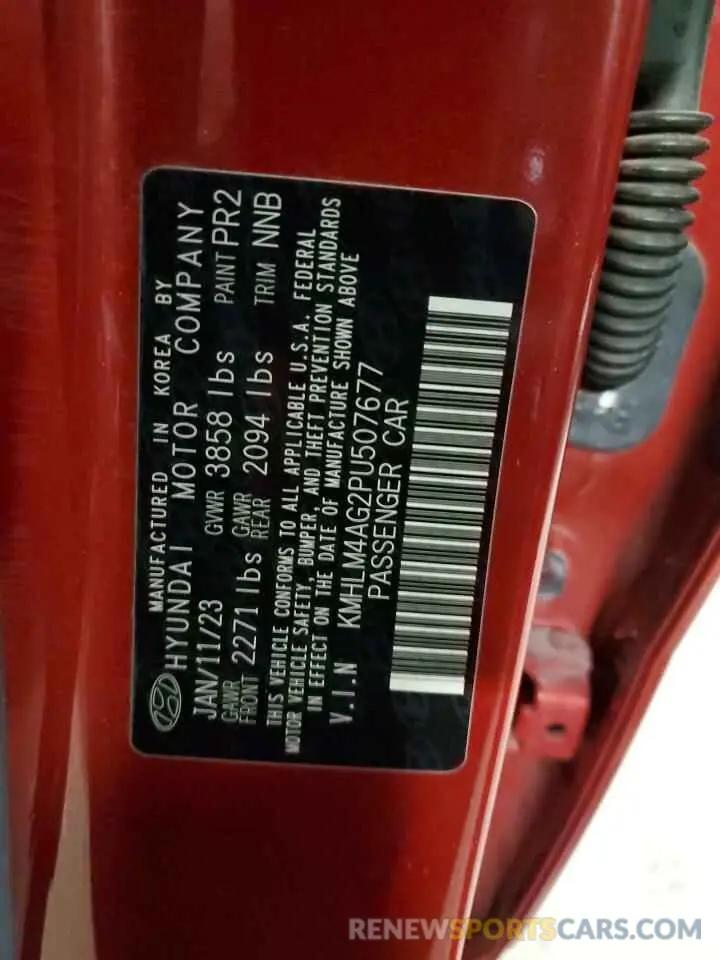 MANUFACTURED IN KOREA BY
HYUNDAI MOTOR COMPANY
JAN/11/23 GVWR 3858 lbs PAINT PR2
GAWR FRONT 2271 lbs GAWR REAR 2094 lbs TRIM NNB
THIS VEHICLE CONFORMS TO ALL APPLICABLE U.S.A. FEDERAL
MOTOR VEHICLE SAFETY, BUMPER, AND THEFT PREVENTION STANDARDS
IN EFFECT ON THE DATE OF MANUFACTURE SHOWN ABOVE
V.I.N KMHLM4AG2PU507677
PASSENGER CAR
RENEWSPORTSCARS.COM